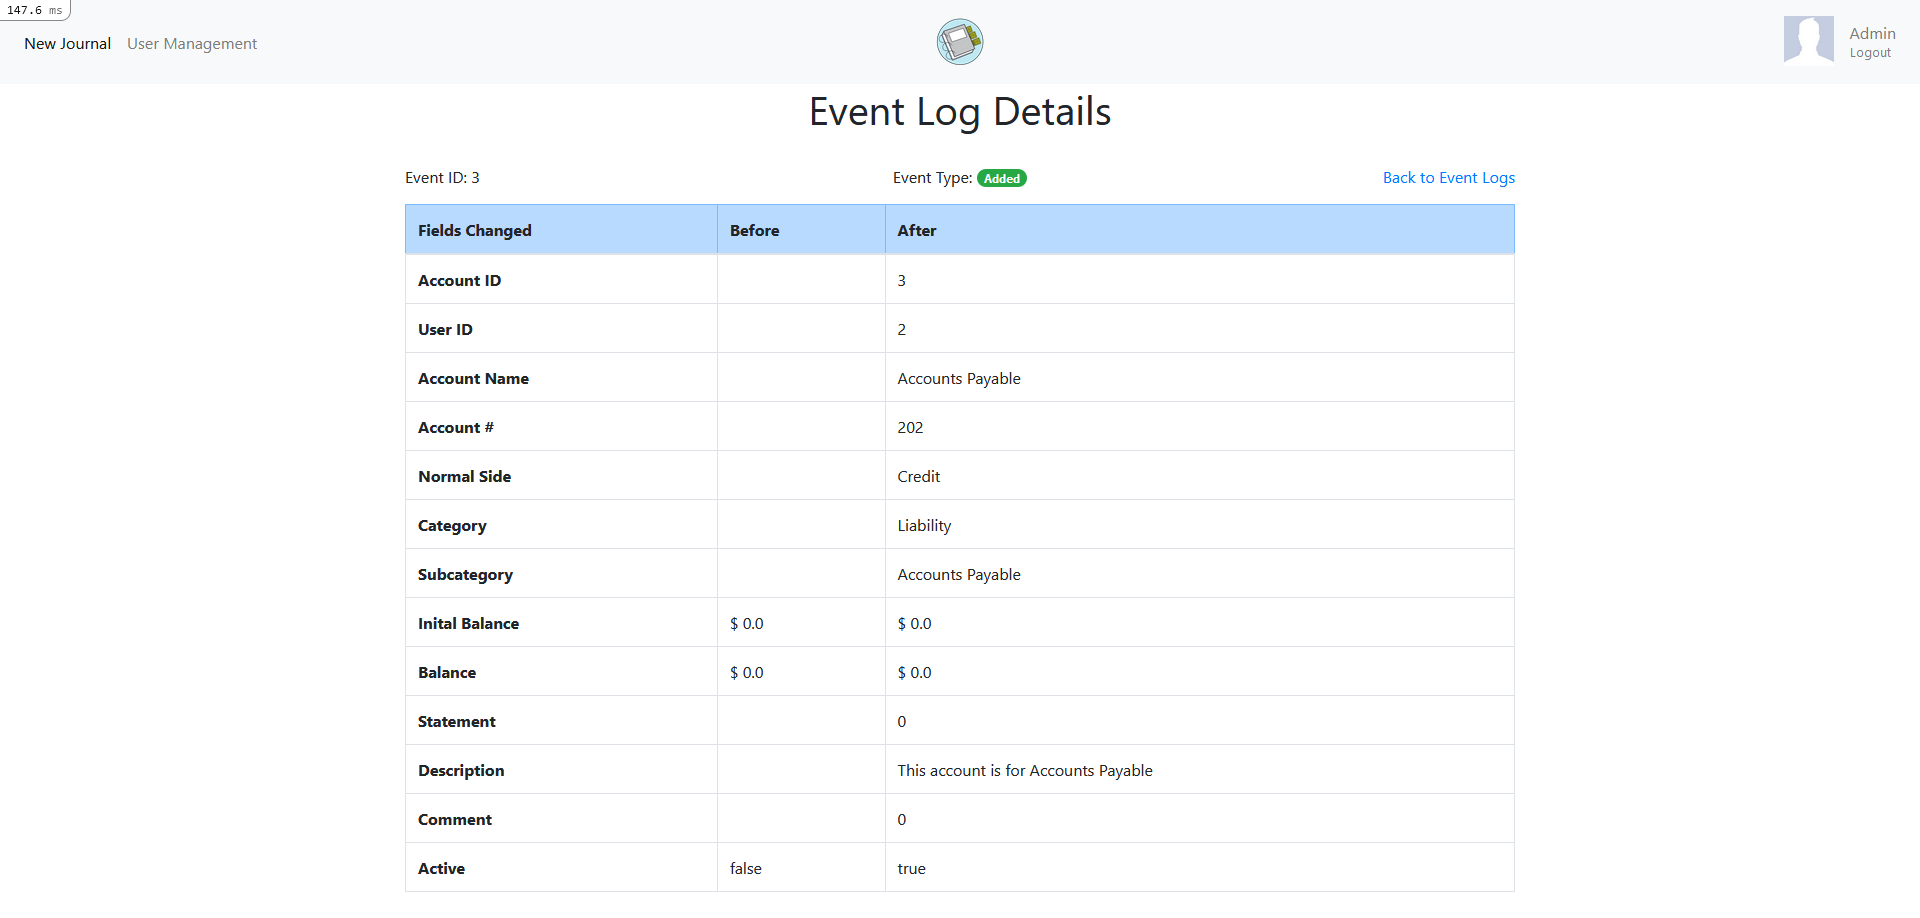 147.6 ms
New Journal User Management
Admin
Logout
Event Log Details
Event ID: 3 Event Type: Added Back to Event Logs
Fields Changed Before After
Account ID 3
User ID 2
Account Name Accounts Payable
Account # 202
Normal Side Credit
Category Liability
Subcategory Accounts Payable
Inital Balance $ 0.0 $ 0.0
Balance $ 0.0 $ 0.0
Statement 0
Description This account is for Accounts Payable
Comment 0
Active false true